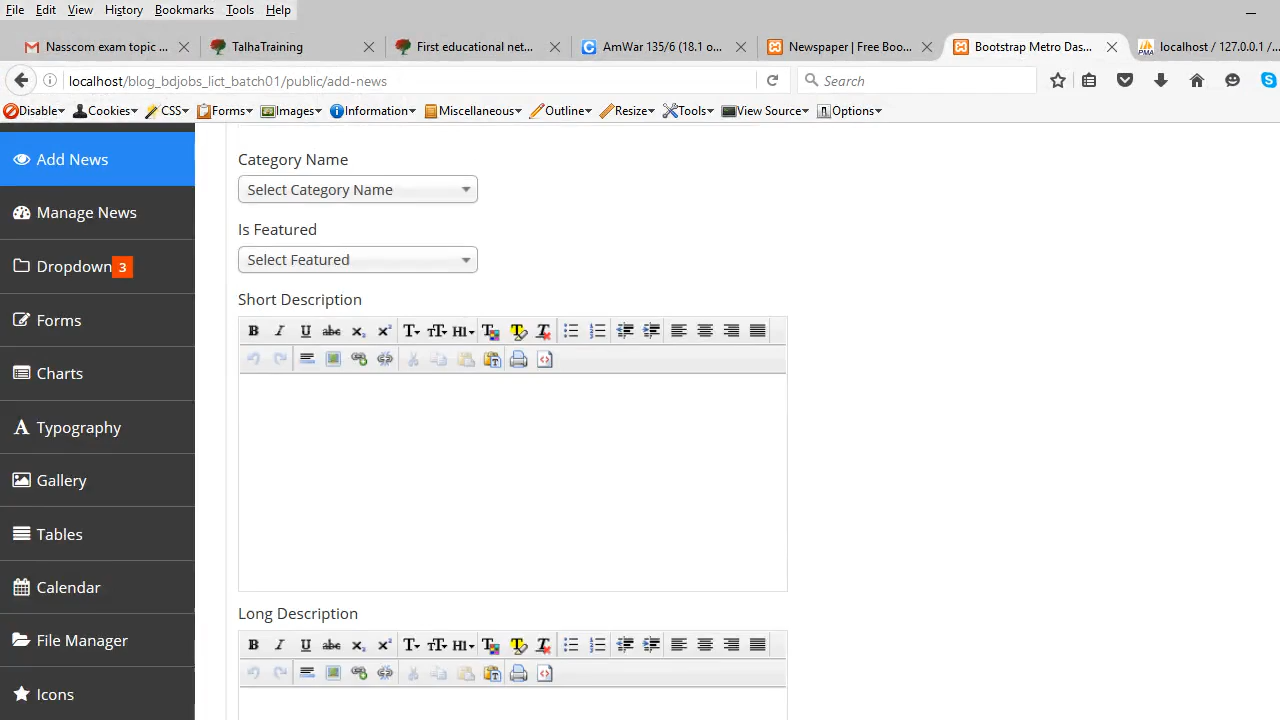 File Edit View History Bookmarks Tools Help
Nasscom exam topic ... TalhaTraining First educational net... AmWar 135/6 (18.1 o... Newspaper | Free Boo... Bootstrap Metro Das... localhost / 127.0.0.1 /...
localhost/blog_bdjobs_lict_batch01/public/add-news Search
Disable Cookies CSS Forms Images Information Miscellaneous Outline Resize Tools View Source Options
Add News
Manage News
Dropdown 3
Forms
Charts
Typography
Gallery
Tables
Calendar
File Manager
Icons
Category Name
Select Category Name
Is Featured
Select Featured
Short Description
Long Description